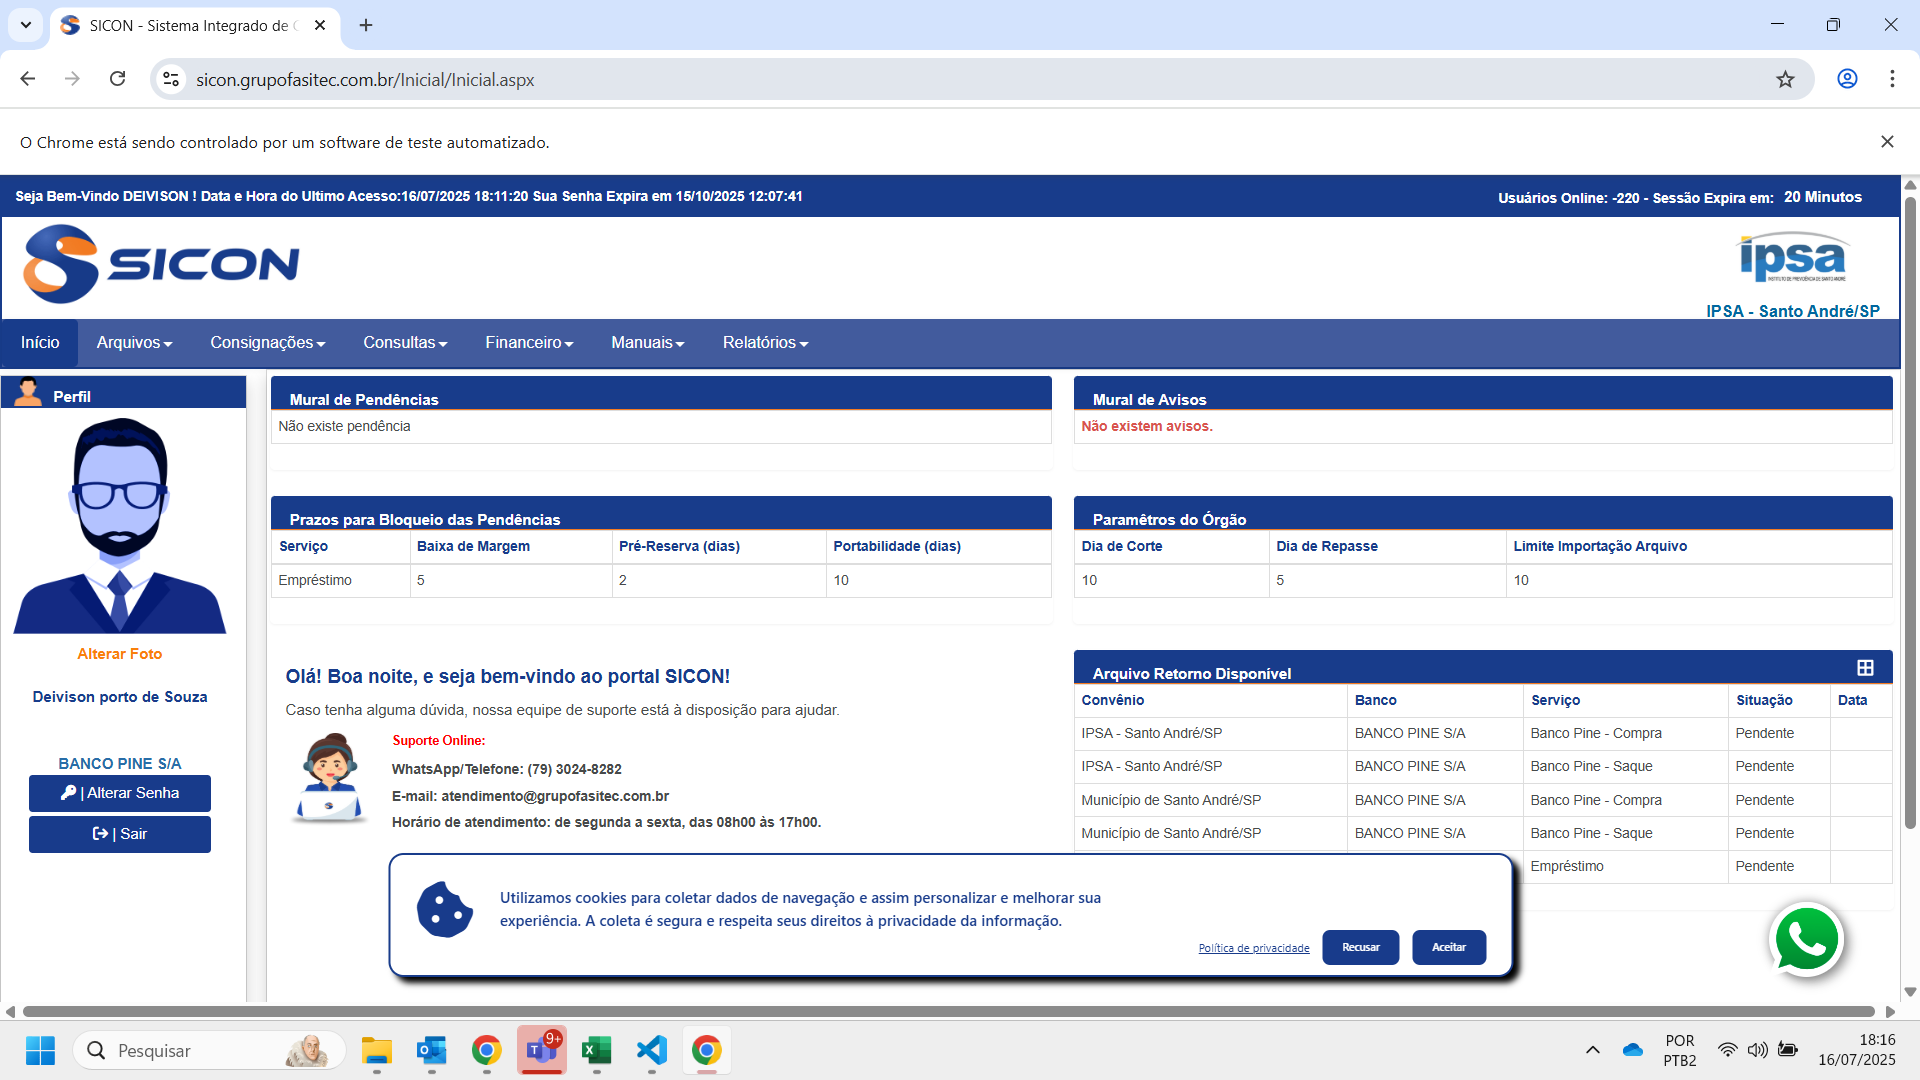 SICON - Sistema Integrado de
sicon.grupofasitec.com.br/Inicial/Inicial.aspx
O Chrome está sendo controlado por um software de teste automatizado.
Seja Bem-Vindo DEIVISON ! Data e Hora do Ultimo Acesso:16/07/2025 18:11:20 Sua Senha Expira em 15/10/2025 12:07:41
Usuários Online: -220 - Sessão Expira em: 20 Minutos
SICON
ipsa
INSTITUTO DE PREVIDÊNCIA DE SANTO ANDRÉ
IPSA - Santo André/SP
Início Arquivos Consignações Consultas Financeiro Manuais Relatórios
Perfil
Alterar Foto
Deivison porto de Souza
BANCO PINE S/A
| Alterar Senha
| Sair
Mural de Pendências
Não existe pendência
Mural de Avisos
Não existem avisos.
Prazos para Bloqueio das Pendências
Serviço Baixa de Margem Pré-Reserva (dias) Portabilidade (dias)
Empréstimo 5 2 10
Paramêtros do Órgão
Dia de Corte Dia de Repasse Limite Importação Arquivo
10 5 10
Olá! Boa noite, e seja bem-vindo ao portal SICON!
Caso tenha alguma dúvida, nossa equipe de suporte está à disposição para ajudar.
Suporte Online:
WhatsApp/Telefone: (79) 3024-8282
E-mail: atendimento@grupofasitec.com.br
Horário de atendimento: de segunda a sexta, das 08h00 às 17h00.
Arquivo Retorno Disponível
Convênio Banco Serviço Situação Data
IPSA - Santo André/SP BANCO PINE S/A Banco Pine - Compra Pendente
IPSA - Santo André/SP BANCO PINE S/A Banco Pine - Saque Pendente
Município de Santo André/SP BANCO PINE S/A Banco Pine - Compra Pendente
Município de Santo André/SP BANCO PINE S/A Banco Pine - Saque Pendente
Empréstimo Pendente
Utilizamos cookies para coletar dados de navegação e assim personalizar e melhorar sua
experiência. A coleta é segura e respeita seus direitos à privacidade da informação.
Política de privacidade Recusar Aceitar
Pesquisar
9+
POR
PTB2
18:16
16/07/2025